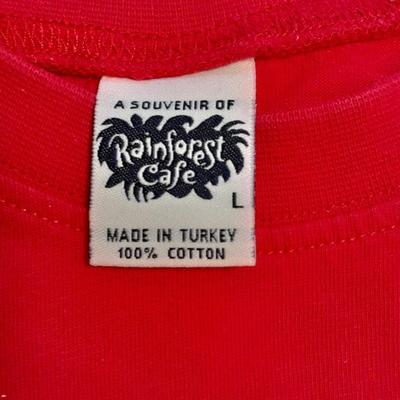 A SOUVENIR OF
Rainforest
Cafe
L
MADE IN TURKEY
100% COTTON